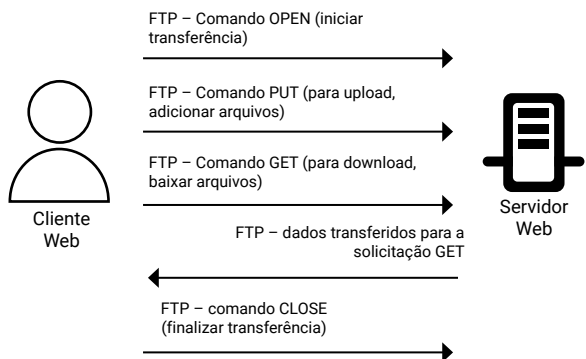 FTP – Comando OPEN (iniciar
transferência)
FTP – Comando PUT (para upload,
adicionar arquivos)
FTP – Comando GET (para download,
baixar arquivos)
Cliente
Web
Servidor
Web
FTP – dados transferidos para a
solicitação GET
FTP – comando CLOSE
(finalizar transferência)